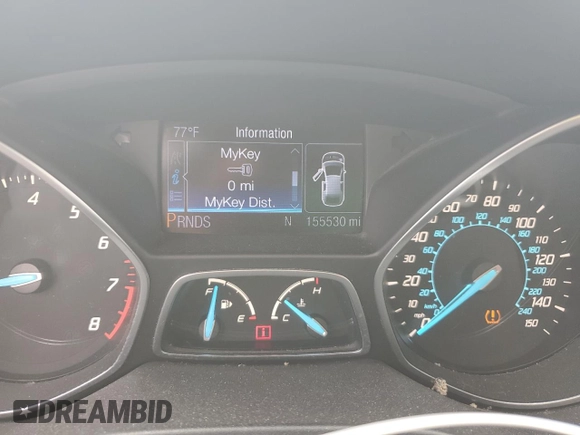 77°F Information
MyKey
0 mi
MyKey Dist.
PRNDS N 155530 mi
4 5 6 7 8
F E
H C
mph 0 10 20 30 40 50 60 70 80 90 100 110 120 130 140 150
km/h 0 20 40 60 80 100 120 140 160 180 200 220 240
DREAMBID